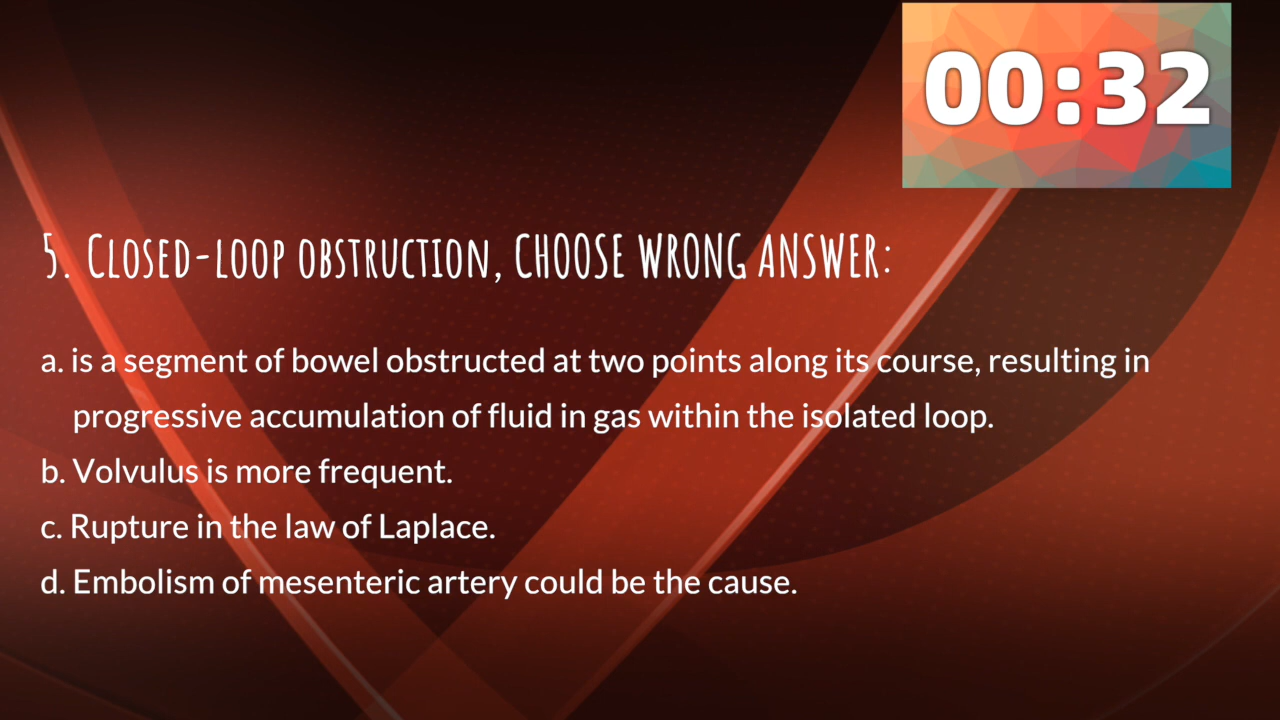 00:32
5. Closed-loop obstruction, CHOOSE WRONG ANSWER:
a. is a segment of bowel obstructed at two points along its course, resulting in
progressive accumulation of fluid in gas within the isolated loop.
b. Volvulus is more frequent.
c. Rupture in the law of Laplace.
d. Embolism of mesenteric artery could be the cause.